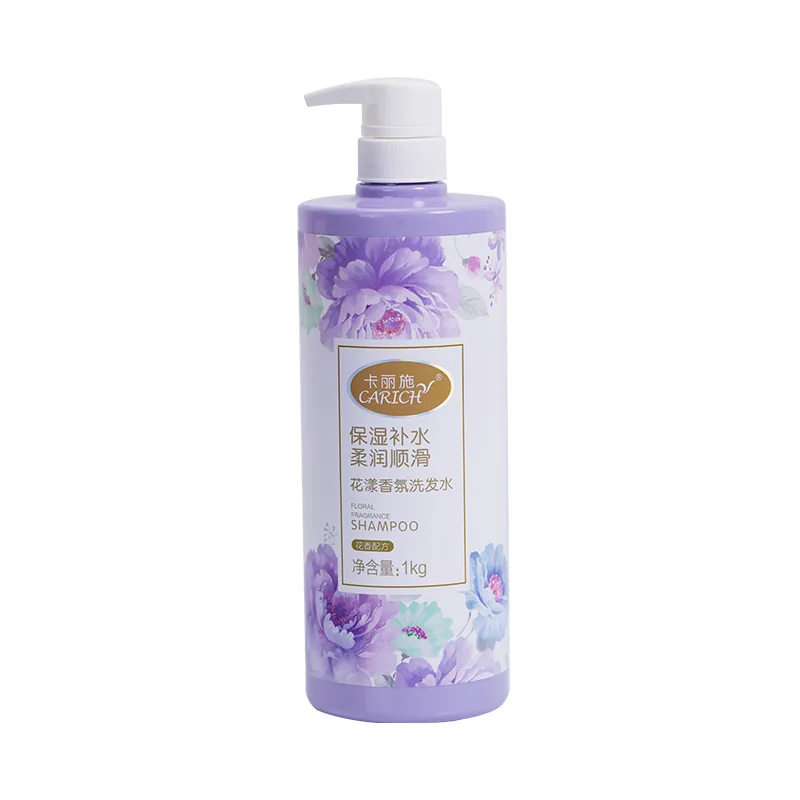 卡丽施®
CARICH
保湿补水
柔润顺滑
花漾香氛洗发水
FLORAL
FRAGRANCE
SHAMPOO
花香配方
净含量:1kg